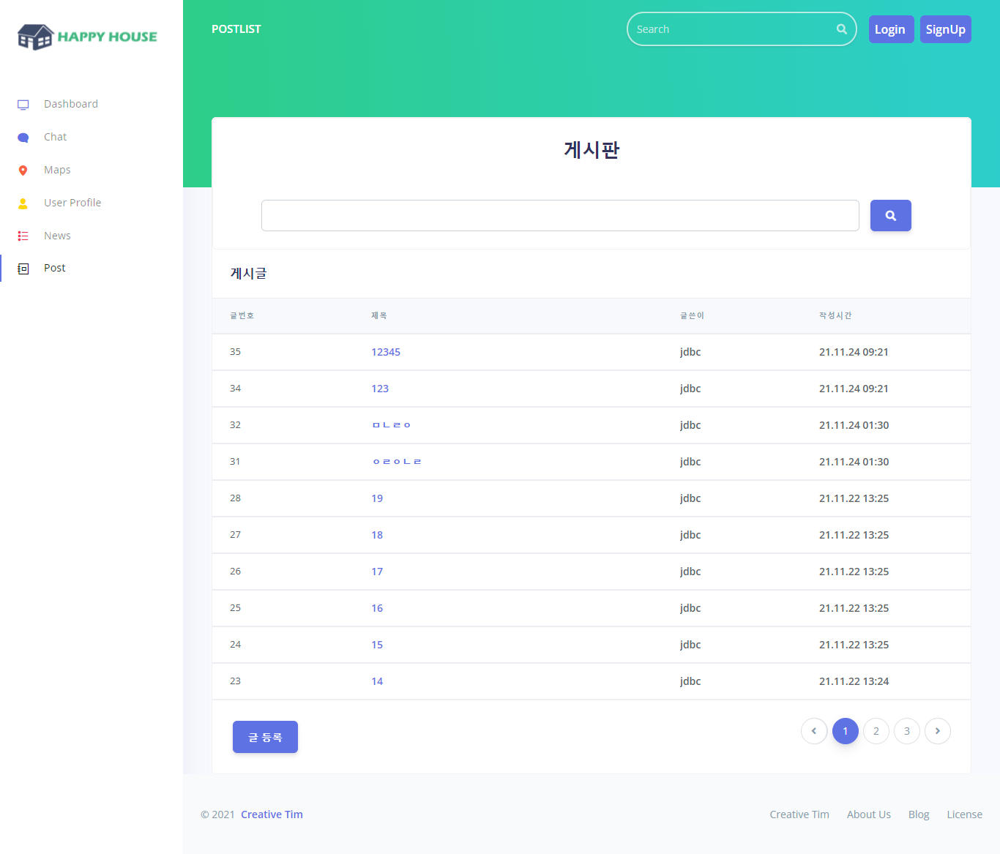 HAPPY HOUSE
Dashboard
Chat
Maps
User Profile
News
Post
POSTLIST
Search
Login
SignUp
게시판
게시글
글번호 제목 글쓴이 작성시간
35 12345 jdbc 21.11.24 09:21
34 123 jdbc 21.11.24 09:21
32 ㅁㄴㄹㅇ jdbc 21.11.24 01:30
31 ㅇㄹㅇㄴㄹ jdbc 21.11.24 01:30
28 19 jdbc 21.11.22 13:25
27 18 jdbc 21.11.22 13:25
26 17 jdbc 21.11.22 13:25
25 16 jdbc 21.11.22 13:25
24 15 jdbc 21.11.22 13:25
23 14 jdbc 21.11.22 13:24
글 등록
1 2 3
© 2021 Creative Tim
Creative Tim About Us Blog License